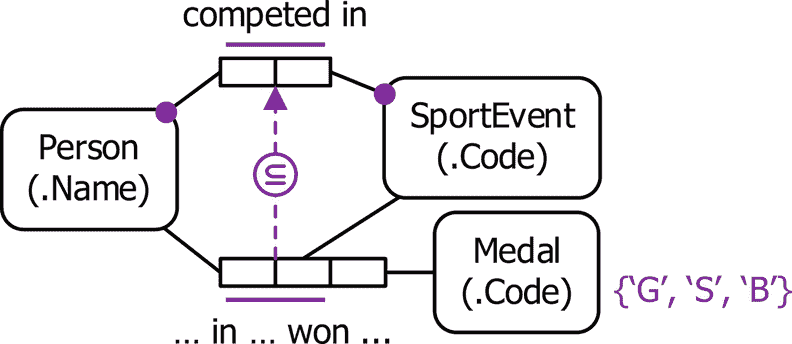 competed in
Person
(.Name)
SportEvent
(.Code)
⊆
Medal
(.Code)
{‘G’, ‘S’, ‘B’}
... in ... won ...